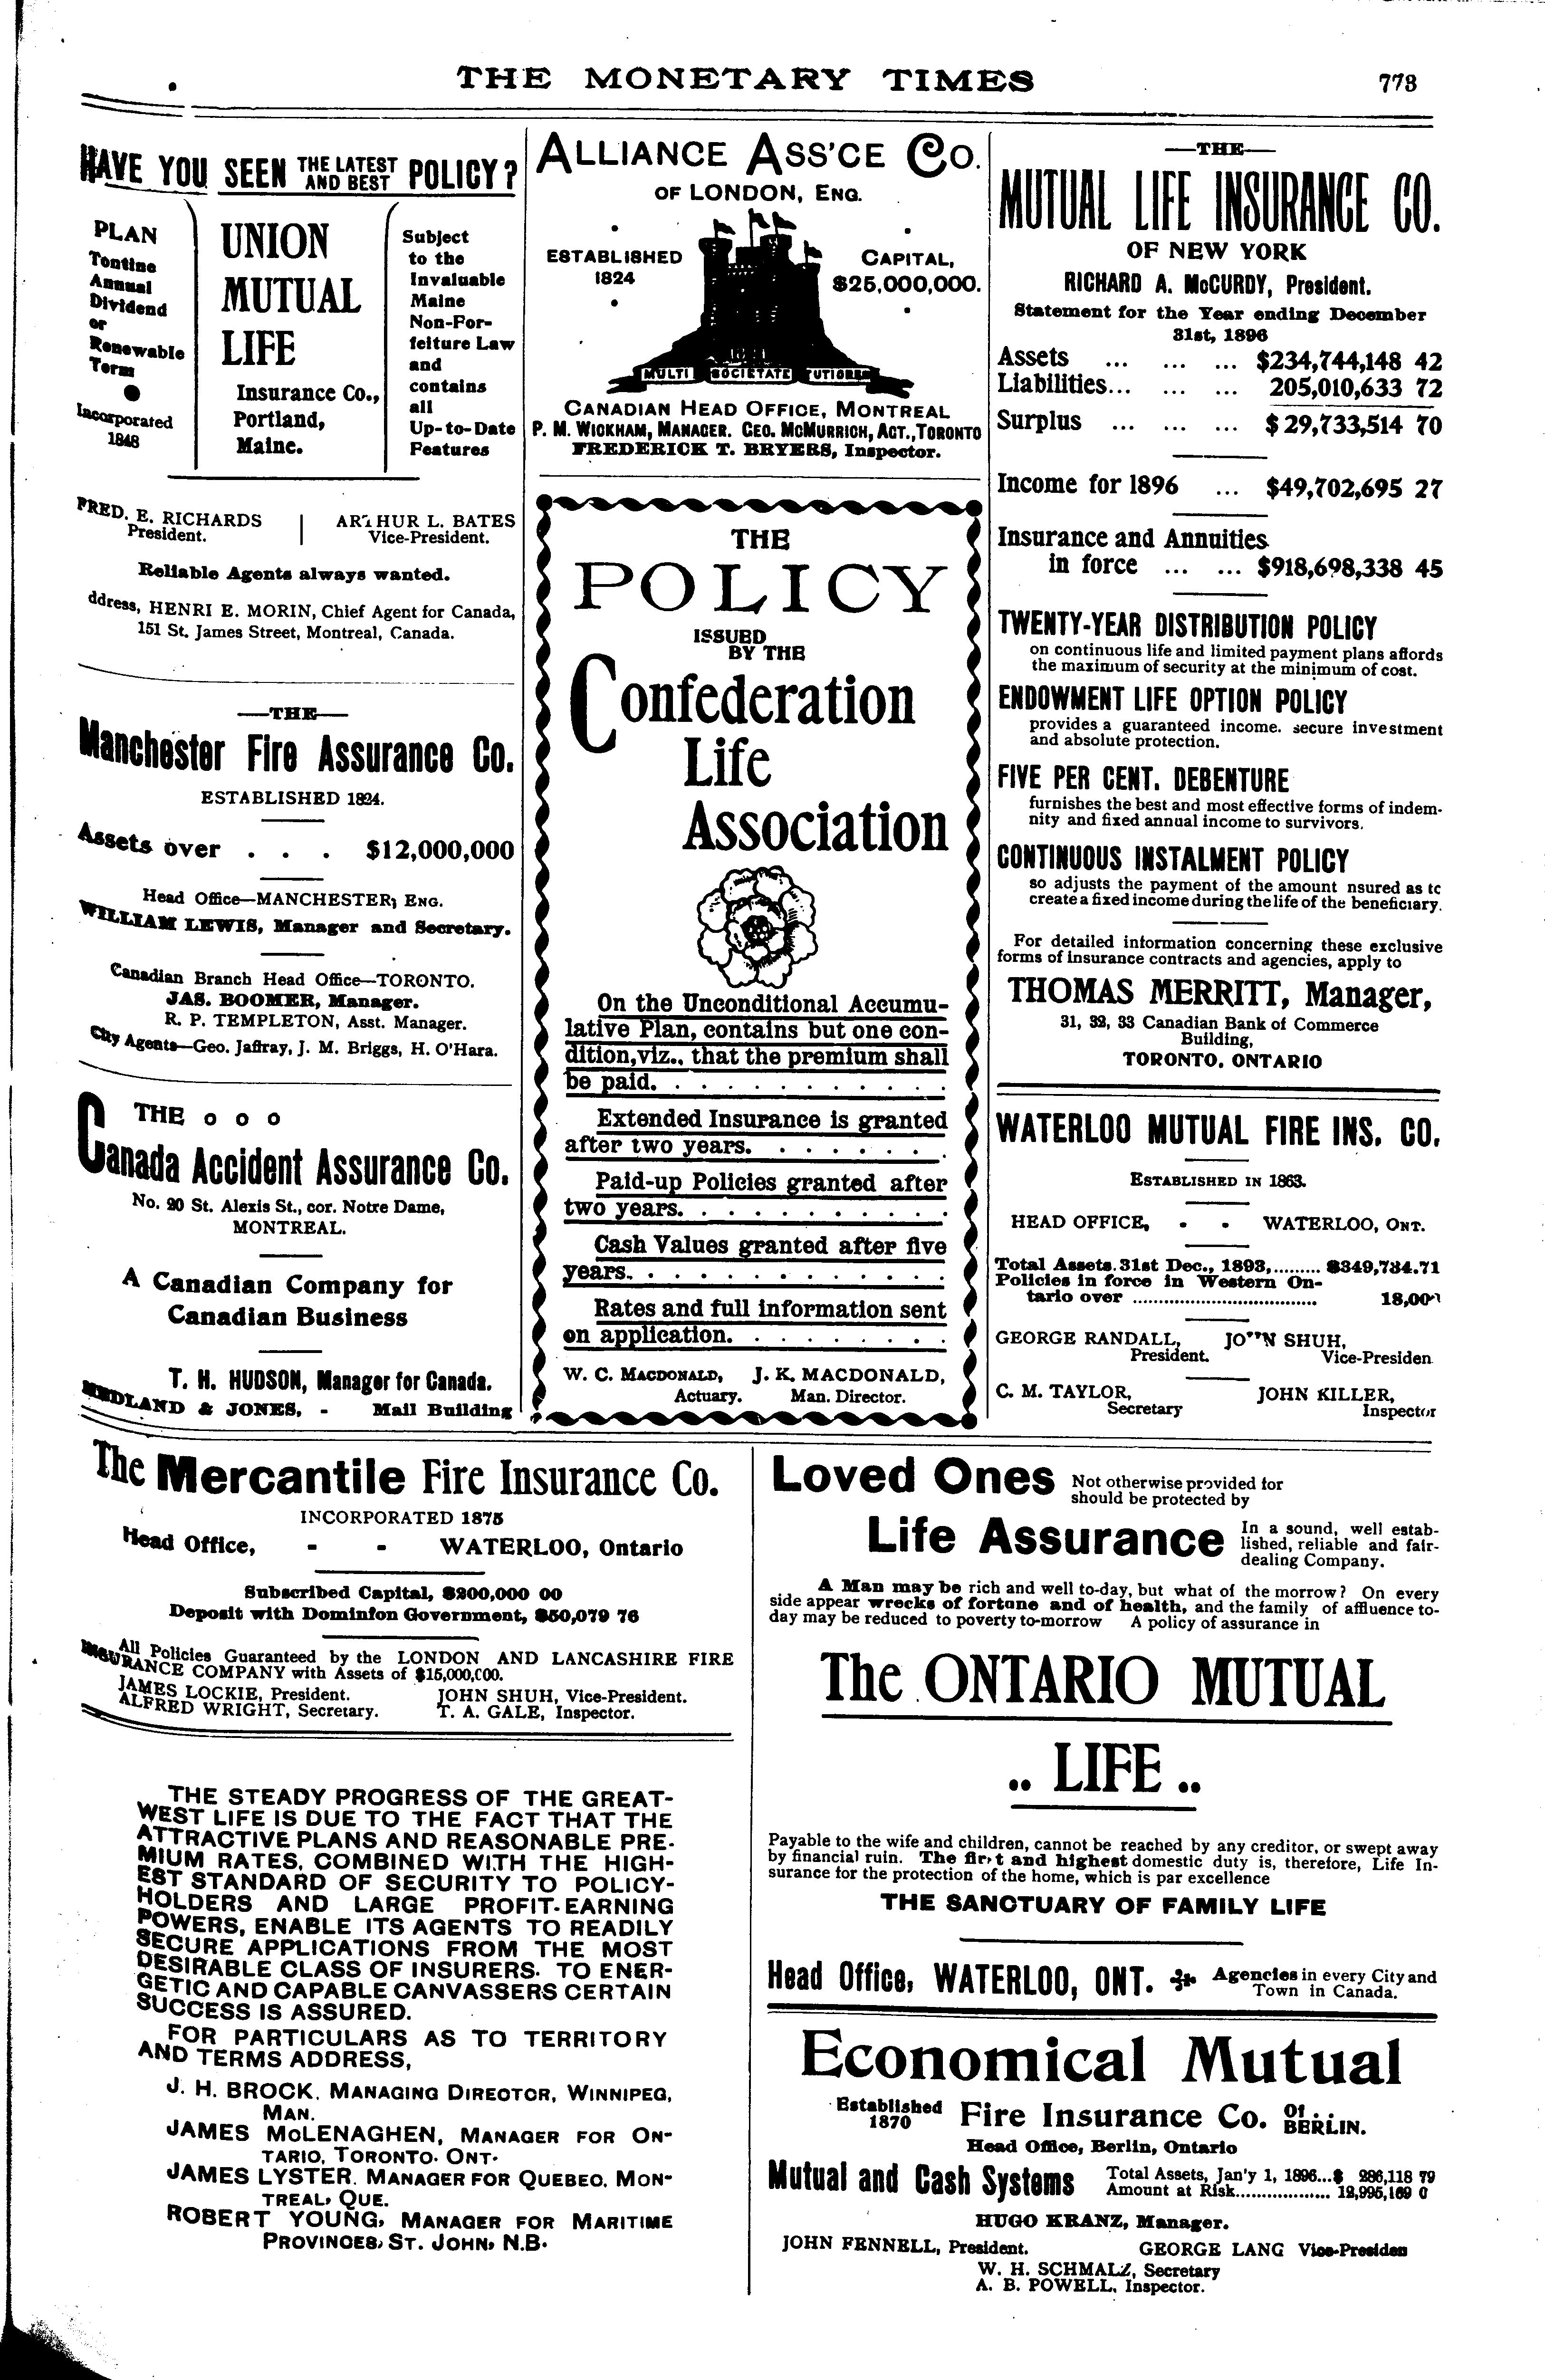 THE MONETARY TIMES 773
HAVE YOU SEEN THE LATEST AND BEST POLICY?
PLAN
Tontine
Annual
Dividend
or
Renewable
Term
Incorporated
1848
UNION
MUTUAL
LIFE
Insurance Co.,
Portland,
Maine.
Subject
to the
Invaluable
Maine
Non-For-
feiture Law
and
contains
all
Up-to-Date
Features
FRED. E. RICHARDS
President.
ARTHUR L. BATES
Vice-President.
Reliable Agents always wanted.
ddress, HENRI E. MORIN, Chief Agent for Canada,
151 St. James Street, Montreal, Canada.
—THE—
Manchester Fire Assurance Co.
ESTABLISHED 1824.
Assets over . . . $12,000,000
Head Office—MANCHESTER, ENG.
WILLIAM LEWIS, Manager and Secretary.
Canadian Branch Head Office—TORONTO.
JAS. BOOMER, Manager.
R. P. TEMPLETON, Asst. Manager.
City Agents—Geo. Jaffray, J. M. Briggs, H. O'Hara.
THE o o o
Canada Accident Assurance Co.
No. 20 St. Alexis St., cor. Notre Dame,
MONTREAL.
A Canadian Company for
Canadian Business
T. H. HUDSON, Manager for Canada.
MEDLAND & JONES, - Mail Building
ALLIANCE ASS'CE CO.
OF LONDON, ENG.
ESTABLISHED
1824
CAPITAL,
$25,000,000.
MULTI SOCIETATE TUTIORES
CANADIAN HEAD OFFICE, MONTREAL
P. M. WICKHAM, MANAGER. GEO. MCMURRICH, AGT., TORONTO
FREDERICK T. BRYERS, Inspector.
THE
POLICY
ISSUED
BY THE
Confederation
Life
Association
On the Unconditional Accumu-
lative Plan, contains but one con-
dition, viz., that the premium shall
be paid. . . . . . . . . . . .
Extended Insurance is granted
after two years. . . . . . . .
Paid-up Policies granted after
two years. . . . . . . . . . .
Cash Values granted after five
years. . . . . . . . . . . . .
Rates and full information sent
on application. . . . . . . . .
W. C. MACDONALD,
Actuary.
J. K. MACDONALD,
Man. Director.
—THE—
MUTUAL LIFE INSURANCE CO.
OF NEW YORK
RICHARD A. McCURDY, President.
Statement for the Year ending December
31st, 1896
Assets ... ... ... $234,744,148 42
Liabilities... ... ... 205,010,633 72
Surplus ... ... ... $ 29,733,514 70
Income for 1896 ... $49,702,695 27
Insurance and Annuities
in force ... ... $918,698,338 45
TWENTY-YEAR DISTRIBUTION POLICY
on continuous life and limited payment plans affords
the maximum of security at the minimum of cost.
ENDOWMENT LIFE OPTION POLICY
provides a guaranteed income. secure investment
and absolute protection.
FIVE PER CENT. DEBENTURE
furnishes the best and most effective forms of indem-
nity and fixed annual income to survivors.
CONTINUOUS INSTALMENT POLICY
so adjusts the payment of the amount nsured as tc
create a fixed income during the life of the beneficiary.
For detailed information concerning these exclusive
forms of insurance contracts and agencies, apply to
THOMAS MERRITT, Manager,
31, 32, 33 Canadian Bank of Commerce
Building,
TORONTO, ONTARIO
WATERLOO MUTUAL FIRE INS. CO.
ESTABLISHED IN 1863.
HEAD OFFICE, - - WATERLOO, ONT.
Total Assets 31st Dec., 1893,......... $349,734.71
Policies in force in Western On-
tario over .................................. 18,000
GEORGE RANDALL,
President.
JOHN SHUH,
Vice-Presiden
C. M. TAYLOR,
Secretary
JOHN KILLER,
Inspector
The Mercantile Fire Insurance Co.
INCORPORATED 1875
Head Office, - - WATERLOO, Ontario
Subscribed Capital, $200,000 00
Deposit with Dominion Government, $50,079 76
All Policies Guaranteed by the LONDON AND LANCASHIRE FIRE
INSURANCE COMPANY with Assets of $15,000,000.
JAMES LOCKIE, President. JOHN SHUH, Vice-President.
ALFRED WRIGHT, Secretary. T. A. GALE, Inspector.
THE STEADY PROGRESS OF THE GREAT-
WEST LIFE IS DUE TO THE FACT THAT THE
ATTRACTIVE PLANS AND REASONABLE PRE-
MIUM RATES, COMBINED WITH THE HIGH-
EST STANDARD OF SECURITY TO POLICY-
HOLDERS AND LARGE PROFIT-EARNING
POWERS, ENABLE ITS AGENTS TO READILY
SECURE APPLICATIONS FROM THE MOST
DESIRABLE CLASS OF INSURERS. TO ENER-
GETIC AND CAPABLE CANVASSERS CERTAIN
SUCCESS IS ASSURED.
FOR PARTICULARS AS TO TERRITORY
AND TERMS ADDRESS,
J. H. BROCK, MANAGING DIRECTOR, WINNIPEG,
MAN.
JAMES MCLENAGHEN, MANAGER FOR ON-
TARIO, TORONTO. ONT.
JAMES LYSTER, MANAGER FOR QUEBEC, MON-
TREAL, QUE.
ROBERT YOUNG, MANAGER FOR MARITIME
PROVINCES, ST. JOHN, N.B.
Loved Ones Not otherwise provided for
should be protected by
Life Assurance In a sound, well estab-
lished, reliable and fair-
dealing Company.
A Man may be rich and well to-day, but what of the morrow? On every
side appear wrecks of fortune and of health, and the family of affluence to-
day may be reduced to poverty to-morrow A policy of assurance in
The ONTARIO MUTUAL
.. LIFE ..
Payable to the wife and children, cannot be reached by any creditor, or swept away
by financial ruin. The first and highest domestic duty is, therefore, Life In-
surance for the protection of the home, which is par excellence
THE SANCTUARY OF FAMILY LIFE
Head Office, WATERLOO, ONT. Agencies in every City and
Town in Canada.
Economical Mutual
Established
1870
Fire Insurance Co. Of . .
BERLIN.
Head Office, Berlin, Ontario
Mutual and Cash Systems
Total Assets, Jan'y 1, 1896...$ 286,118 79
Amount at Risk.................. 12,995,169 0
HUGO KRANZ, Manager.
JOHN FENNELL, President. GEORGE LANG Vice-Presiden
W. H. SCHMALZ, Secretary
A. B. POWELL, Inspector.